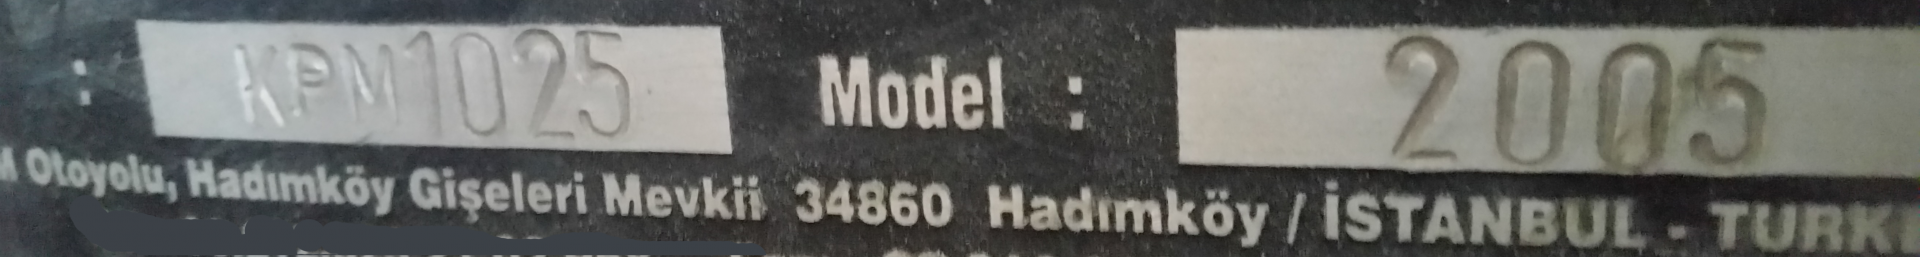 : KPM1025 Model : 2005
Otoyolu, Hadımköy Gişeleri Mevkii 34860 Hadımköy / İSTANBUL - TURK